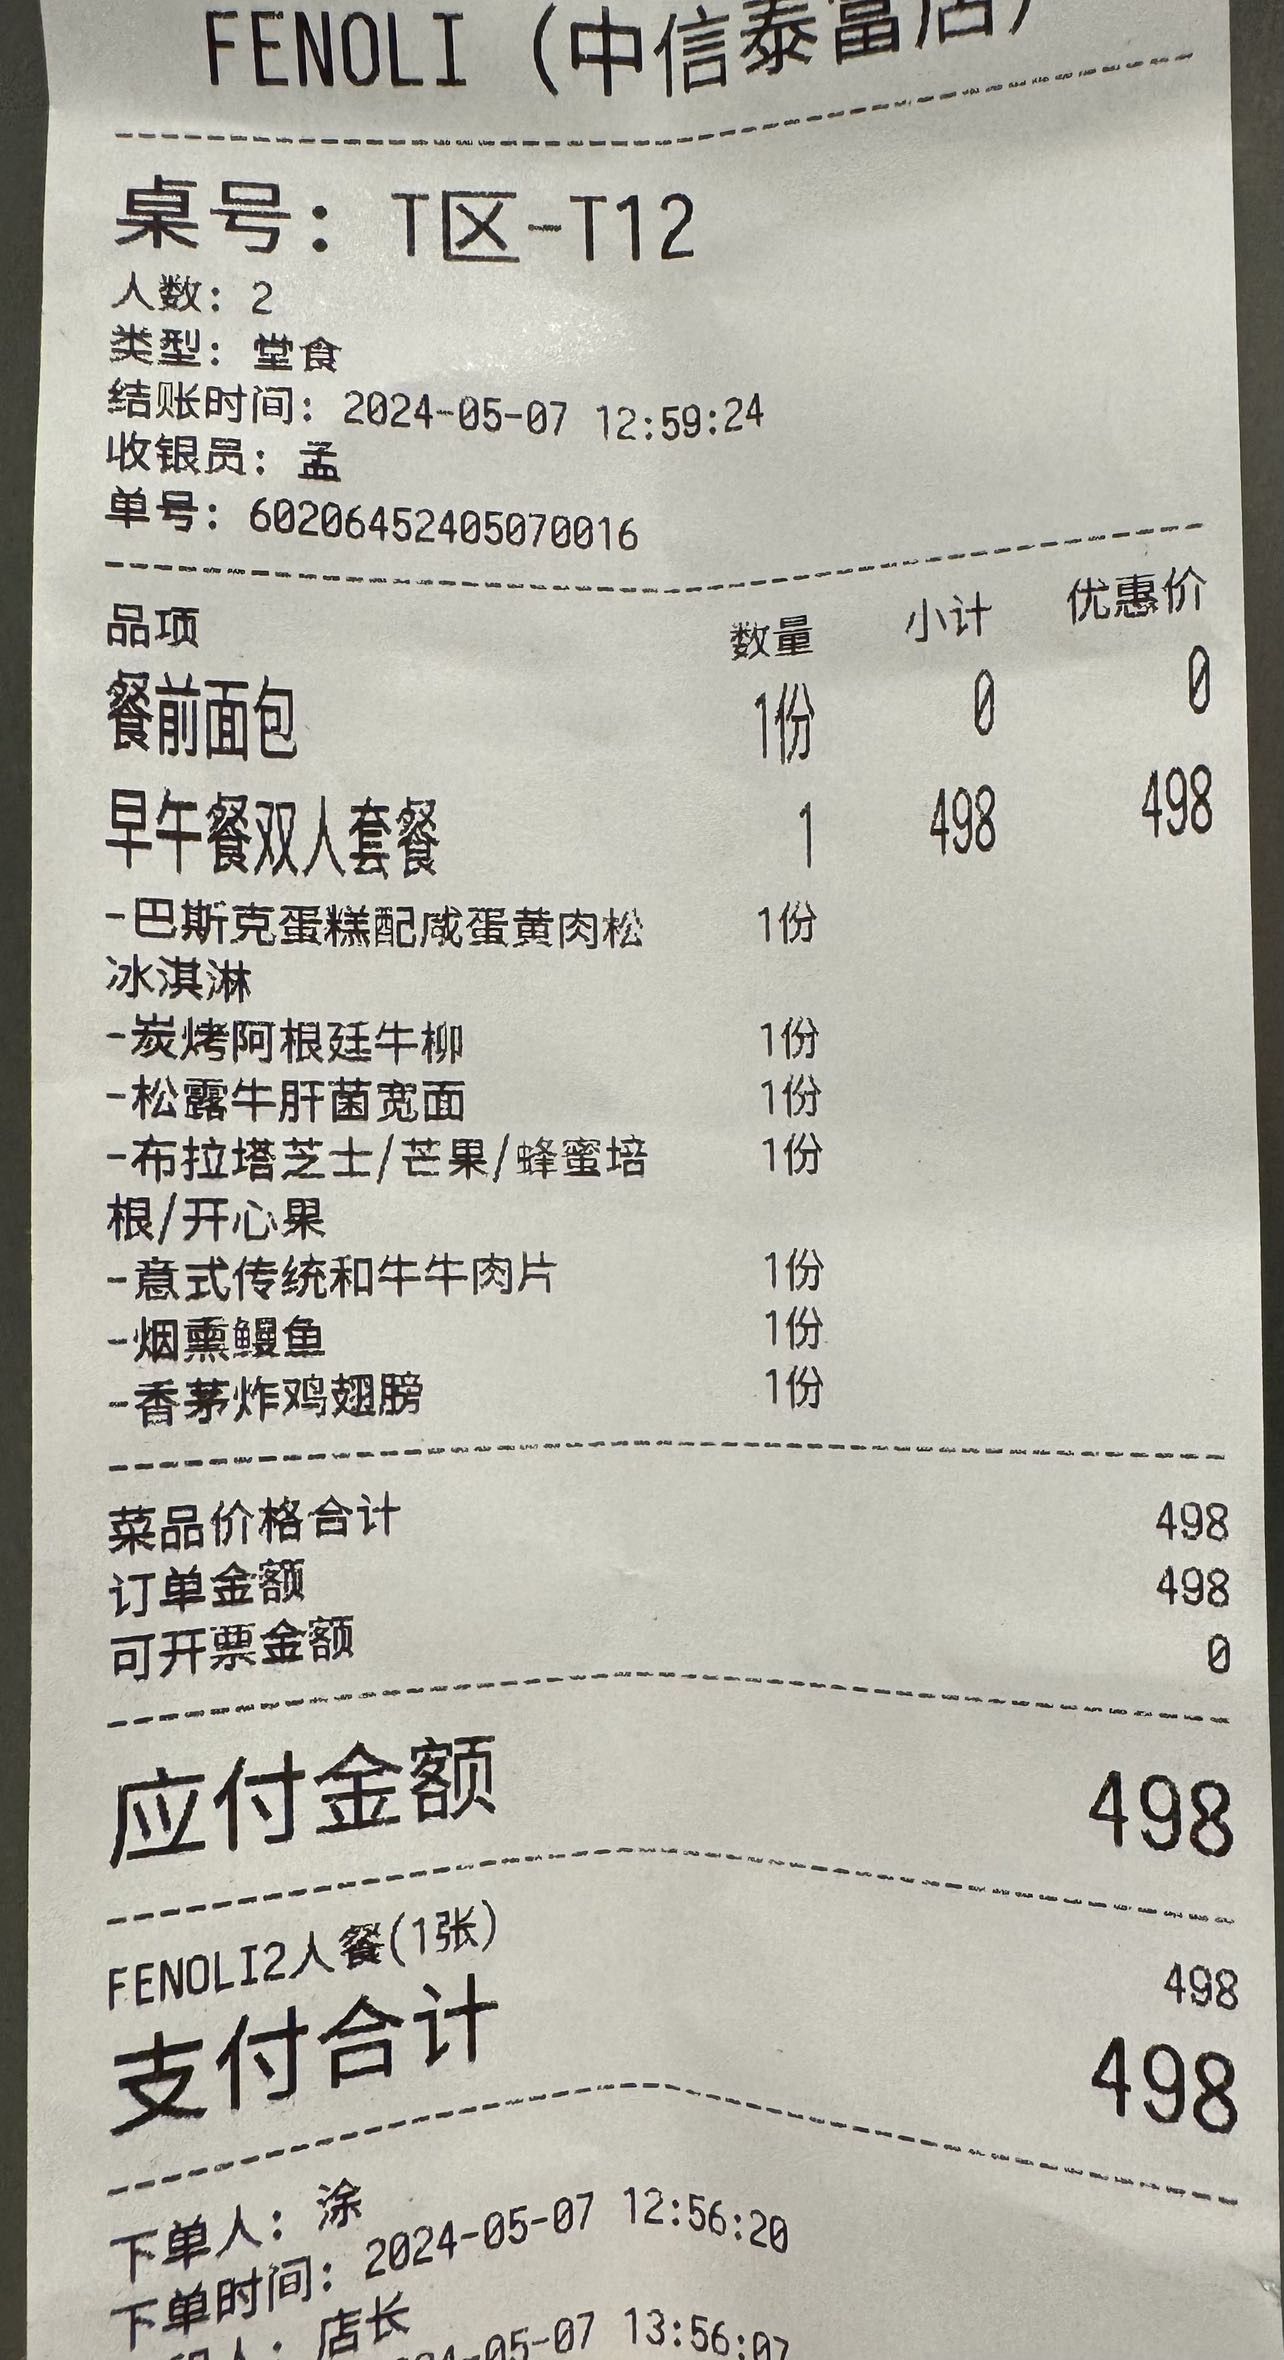 FENOLI (中信泰富店)
桌号: T区-T12
人数: 2
类型: 堂食
结账时间: 2024-05-07 12:59:24
收银员: 孟
单号: 60206452405070016
品项 数量 小计 优惠价
餐前面包 1份 0 0
早午餐双人套餐 1 498 498
-巴斯克蛋糕配咸蛋黄肉松 1份
冰淇淋
-炭烤阿根廷牛柳 1份
-松露牛肝菌宽面 1份
-布拉塔芝士/芒果/蜂蜜培 1份
根/开心果
-意式传统和牛牛肉片 1份
-烟熏鳗鱼 1份
-香茅炸鸡翅膀 1份
菜品价格合计 498
订单金额 498
可开票金额 0
应付金额 498
FENOLI2人餐(1张) 498
支付合计 498
下单人: 涂
下单时间: 2024-05-07 12:56:20
人: 店长
24-05-07 13:56:07